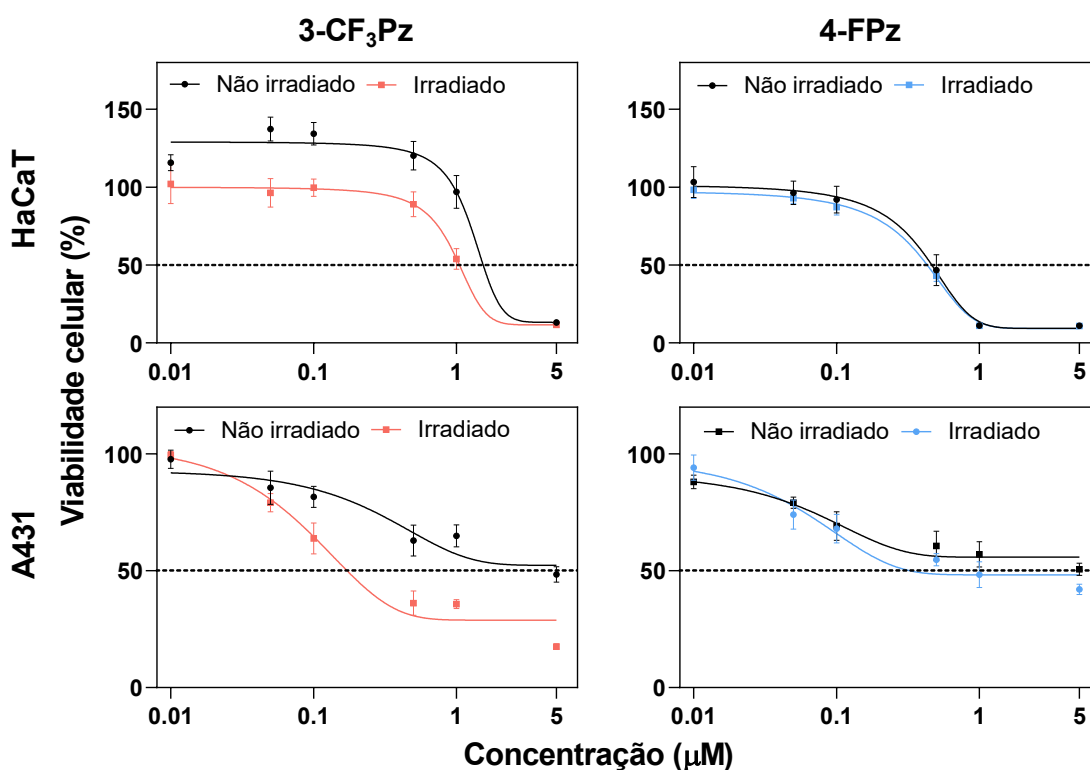 3-CF₃Pz
4-FPz
HaCaT
A431
Viabilidade celular (%)
Não irradiado Irradiado
150
100
50
0
0.01 0.1 1 5
Não irradiado Irradiado
150
100
50
0
0.01 0.1 1 5
Não irradiado Irradiado
100
50
0
0.01 0.1 1 5
Não irradiado Irradiado
100
50
0
0.01 0.1 1 5
Concentração (μM)